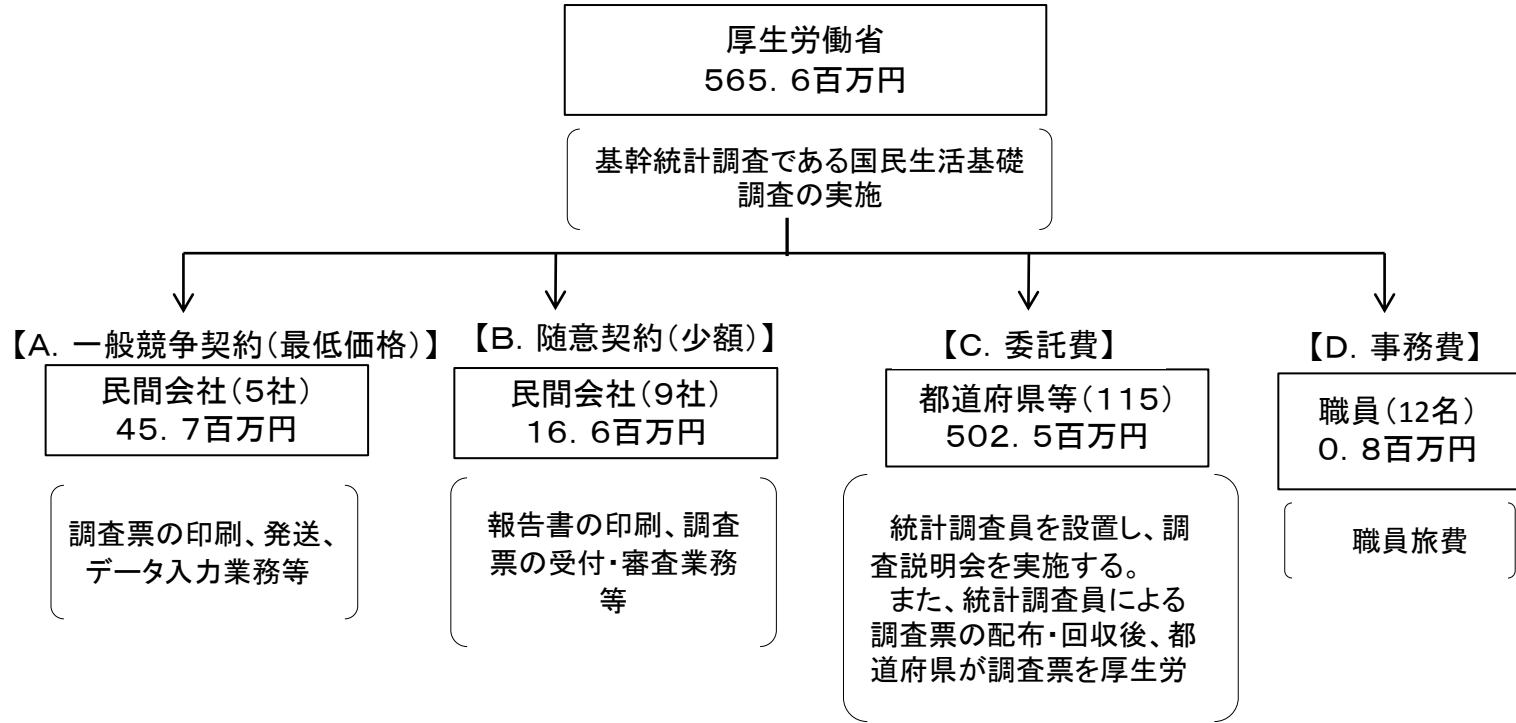 厚生労働省
565．6百万円
基幹統計調査である国民生活基礎
調査の実施
【A．一般競争契約（最低価格）】
民間会社（5社）
45．7百万円
調査票の印刷、発送、
データ入力業務等
【B．随意契約（少額）】
民間会社（9社）
16．6百万円
報告書の印刷、調査
票の受付・審査業務
等
【C．委託費】
都道府県等（115）
502．5百万円
統計調査員を設置し、調
査説明会を実施する。
また、統計調査員による
調査票の配布・回収後、都
道府県が調査票を厚生労
【D．事務費】
職員（12名）
0．8百万円
職員旅費